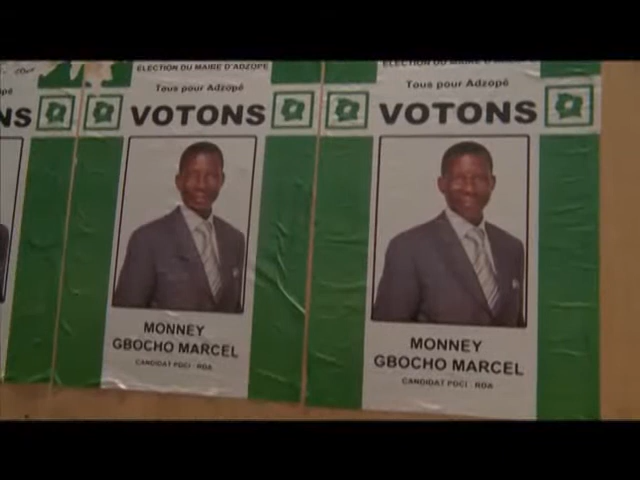 ÉLECTION DU MAIRE D'ADZOPÉ
Tous pour Adzopé
VOTONS
MONNEY
GBOCHO MARCEL
CANDIDAT PDCI - RDA
ÉLECTION DU MAIRE D'ADZOPÉ
Tous pour Adzopé
VOTONS
MONNEY
GBOCHO MARCEL
CANDIDAT PDCI - RDA